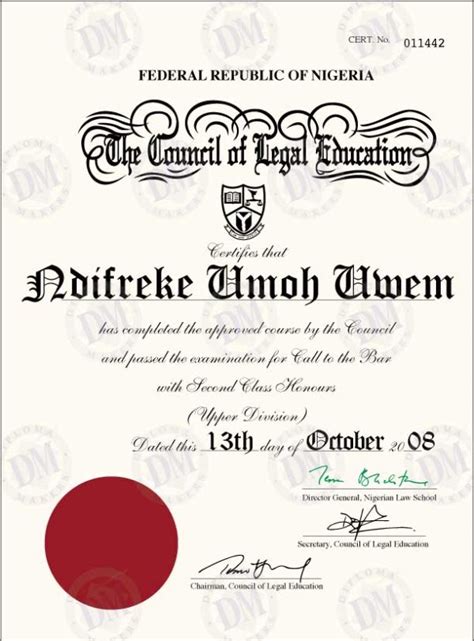 CERT. No. 011442
FEDERAL REPUBLIC OF NIGERIA
The Council of Legal Education
Certifies that
Ndifreke Umoh Uwem
has completed the approved course by the Council
and passed the examination for Call to the Bar
with Second Class Honours
(Upper Division)
Dated this 13th day of October 2008
Director General, Nigerian Law School
Secretary, Council of Legal Education
Chairman, Council of Legal Education
DIPLOMA
DM
MAKERS